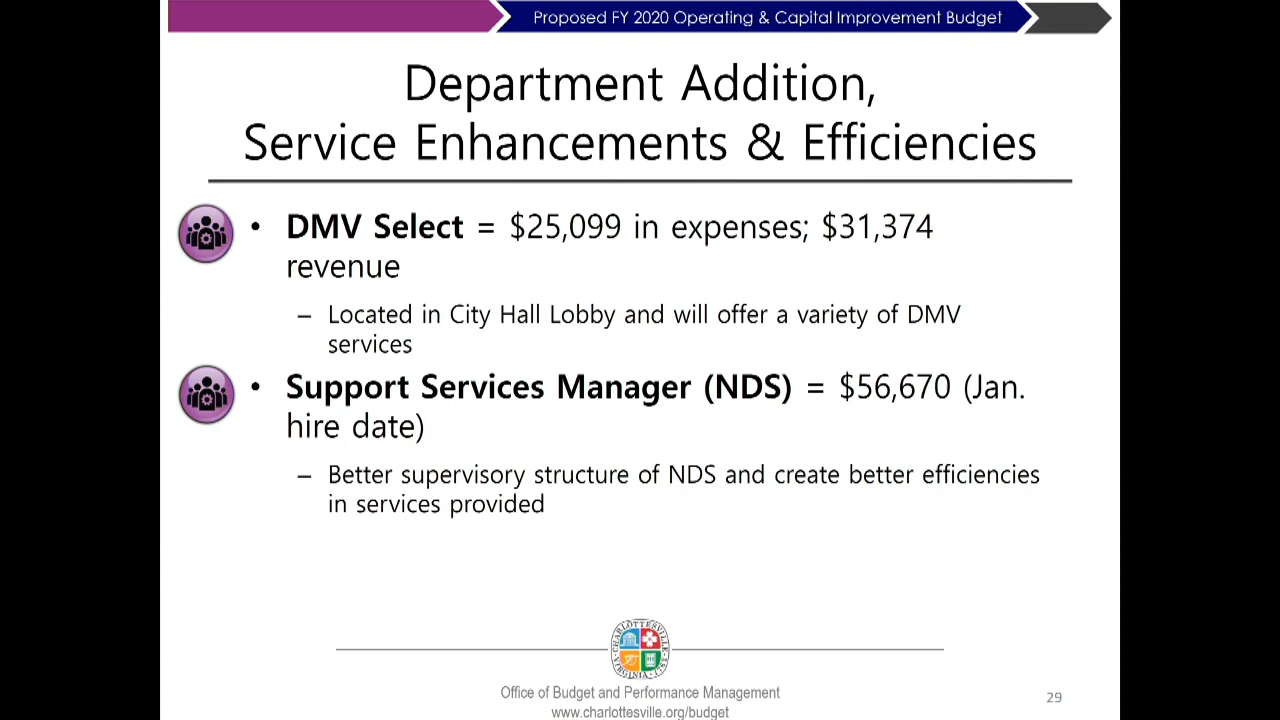 Proposed FY 2020 Operating & Capital Improvement Budget
Department Addition,
Service Enhancements & Efficiencies
• DMV Select = $25,099 in expenses; $31,374
revenue
– Located in City Hall Lobby and will offer a variety of DMV
services
• Support Services Manager (NDS) = $56,670 (Jan.
hire date)
– Better supervisory structure of NDS and create better efficiencies
in services provided
CHARLOTTESVILLE
VIRGINIA
Office of Budget and Performance Management
www.charlottesville.org/budget
29